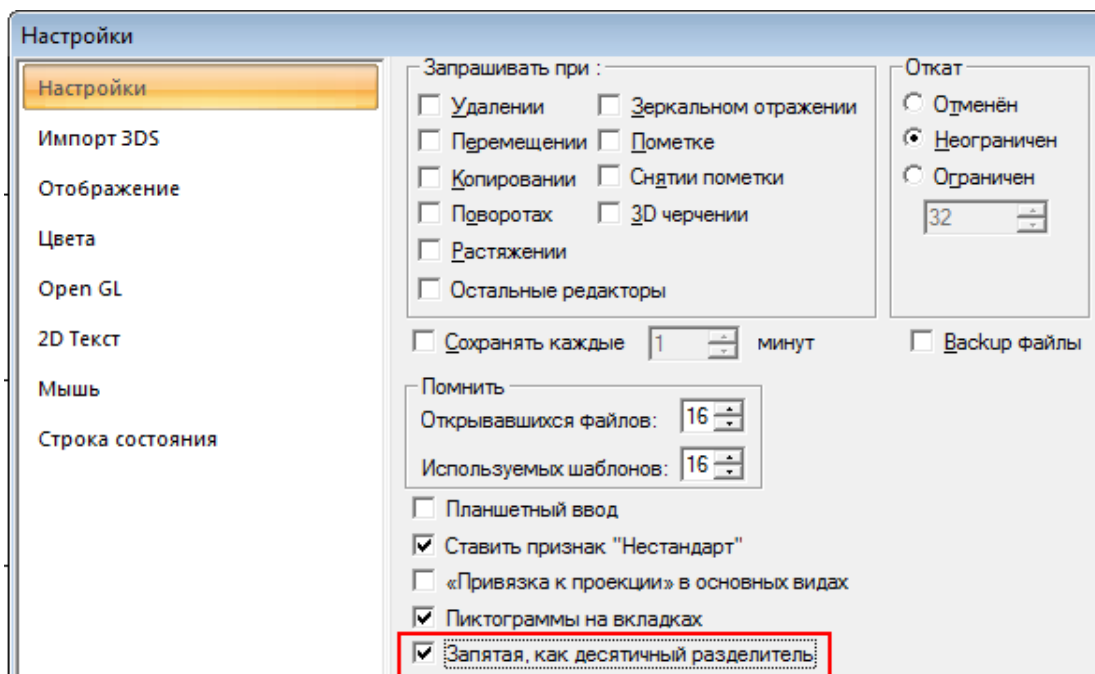 Настройки
Настройки
Импорт 3DS
Отображение
Цвета
Open GL
2D Текст
Мышь
Строка состояния
Запрашивать при :
Удалении Зеркальном отражении
Перемещении Пометке
Копировании Снятии пометки
Поворотах 3D черчении
Растяжении
Остальные редакторы
Откат
Отменён
Неограничен
Ограничен
32
Сохранять каждые 1 минут Backup файлы
Помнить
Открывавшихся файлов: 16
Используемых шаблонов: 16
Планшетный ввод
Ставить признак "Нестандарт"
«Привязка к проекции» в основных видах
Пиктограммы на вкладках
Запятая, как десятичный разделитель